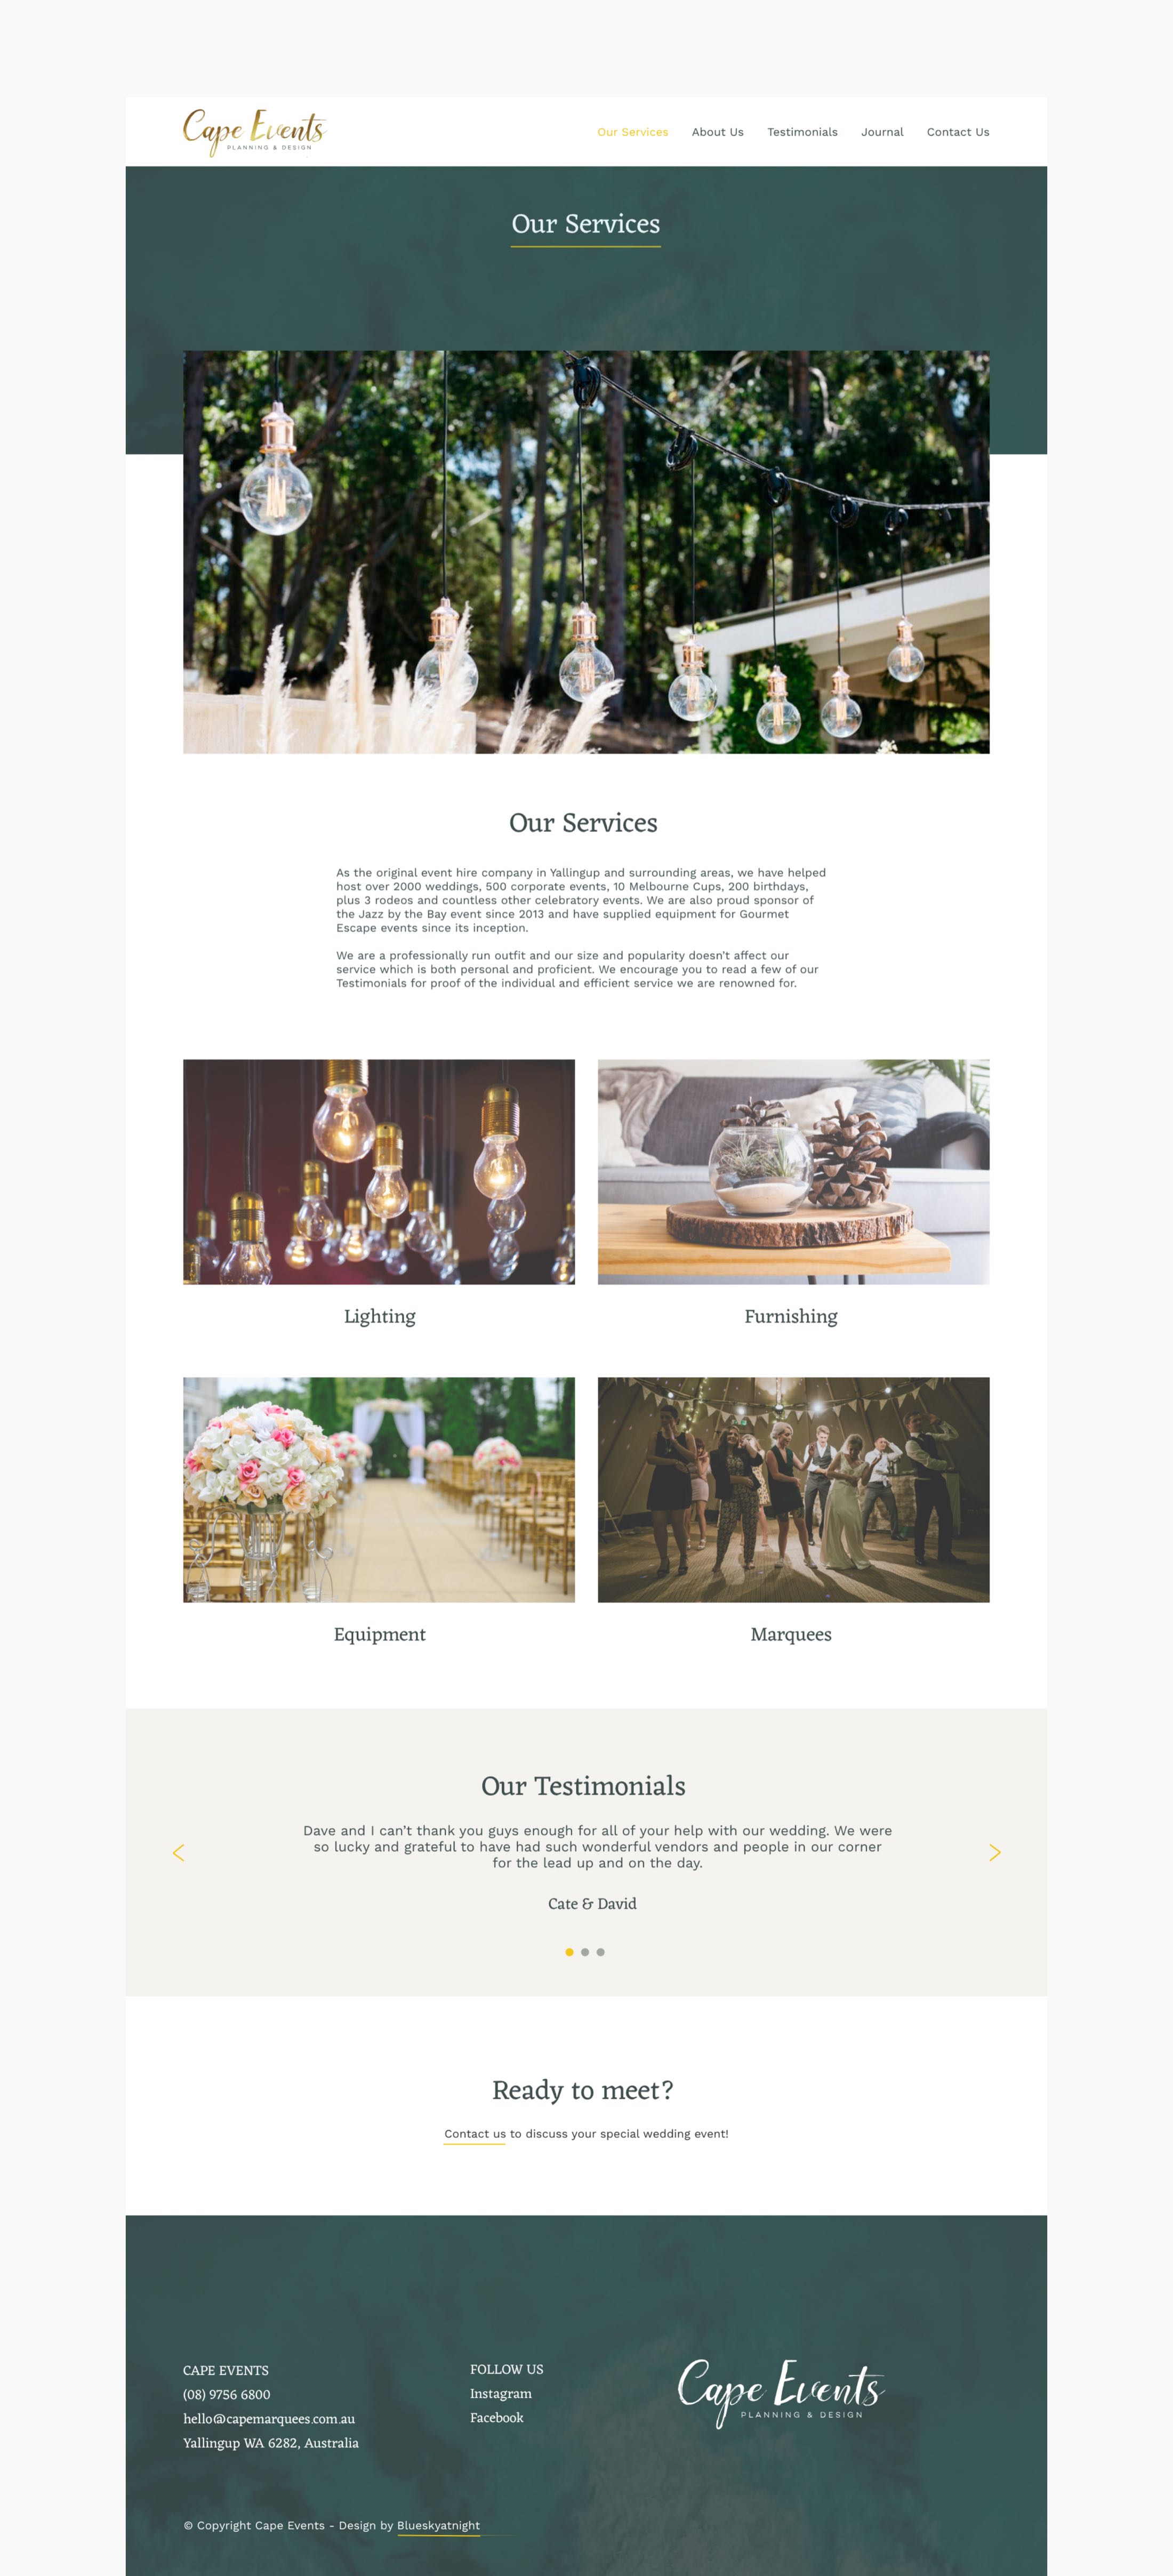 Cape Events
PLANNING & DESIGN
Our Services
About Us
Testimonials
Journal
Contact Us
Our Services
Our Services
As the original event hire company in Yallingup and surrounding areas, we have helped
host over 2000 weddings, 500 corporate events, 10 Melbourne Cups, 200 birthdays,
plus 3 rodeos and countless other celebratory events. We are also proud sponsor of
the Jazz by the Bay event since 2013 and have supplied equipment for Gourmet
Escape events since its inception.
We are a professionally run outfit and our size and popularity doesn't affect our
service which is both personal and proficient. We encourage you to read a few of our
Testimonials for proof of the individual and efficient service we are renowned for.
Lighting
Furnishing
Equipment
Marquees
Our Testimonials
Dave and I can't thank you guys enough for all of your help with our wedding. We were
so lucky and grateful to have had such wonderful vendors and people in our corner
for the lead up and on the day.
Cate & David
Ready to meet?
Contact us to discuss your special wedding event!
CAPE EVENTS
(08) 9756 6800
hello@capemarquees.com.au
Yallingup WA 6282, Australia
FOLLOW US
Instagram
Facebook
Cape Events
PLANNING & DESIGN
© Copyright Cape Events - Design by Blueskyatnight